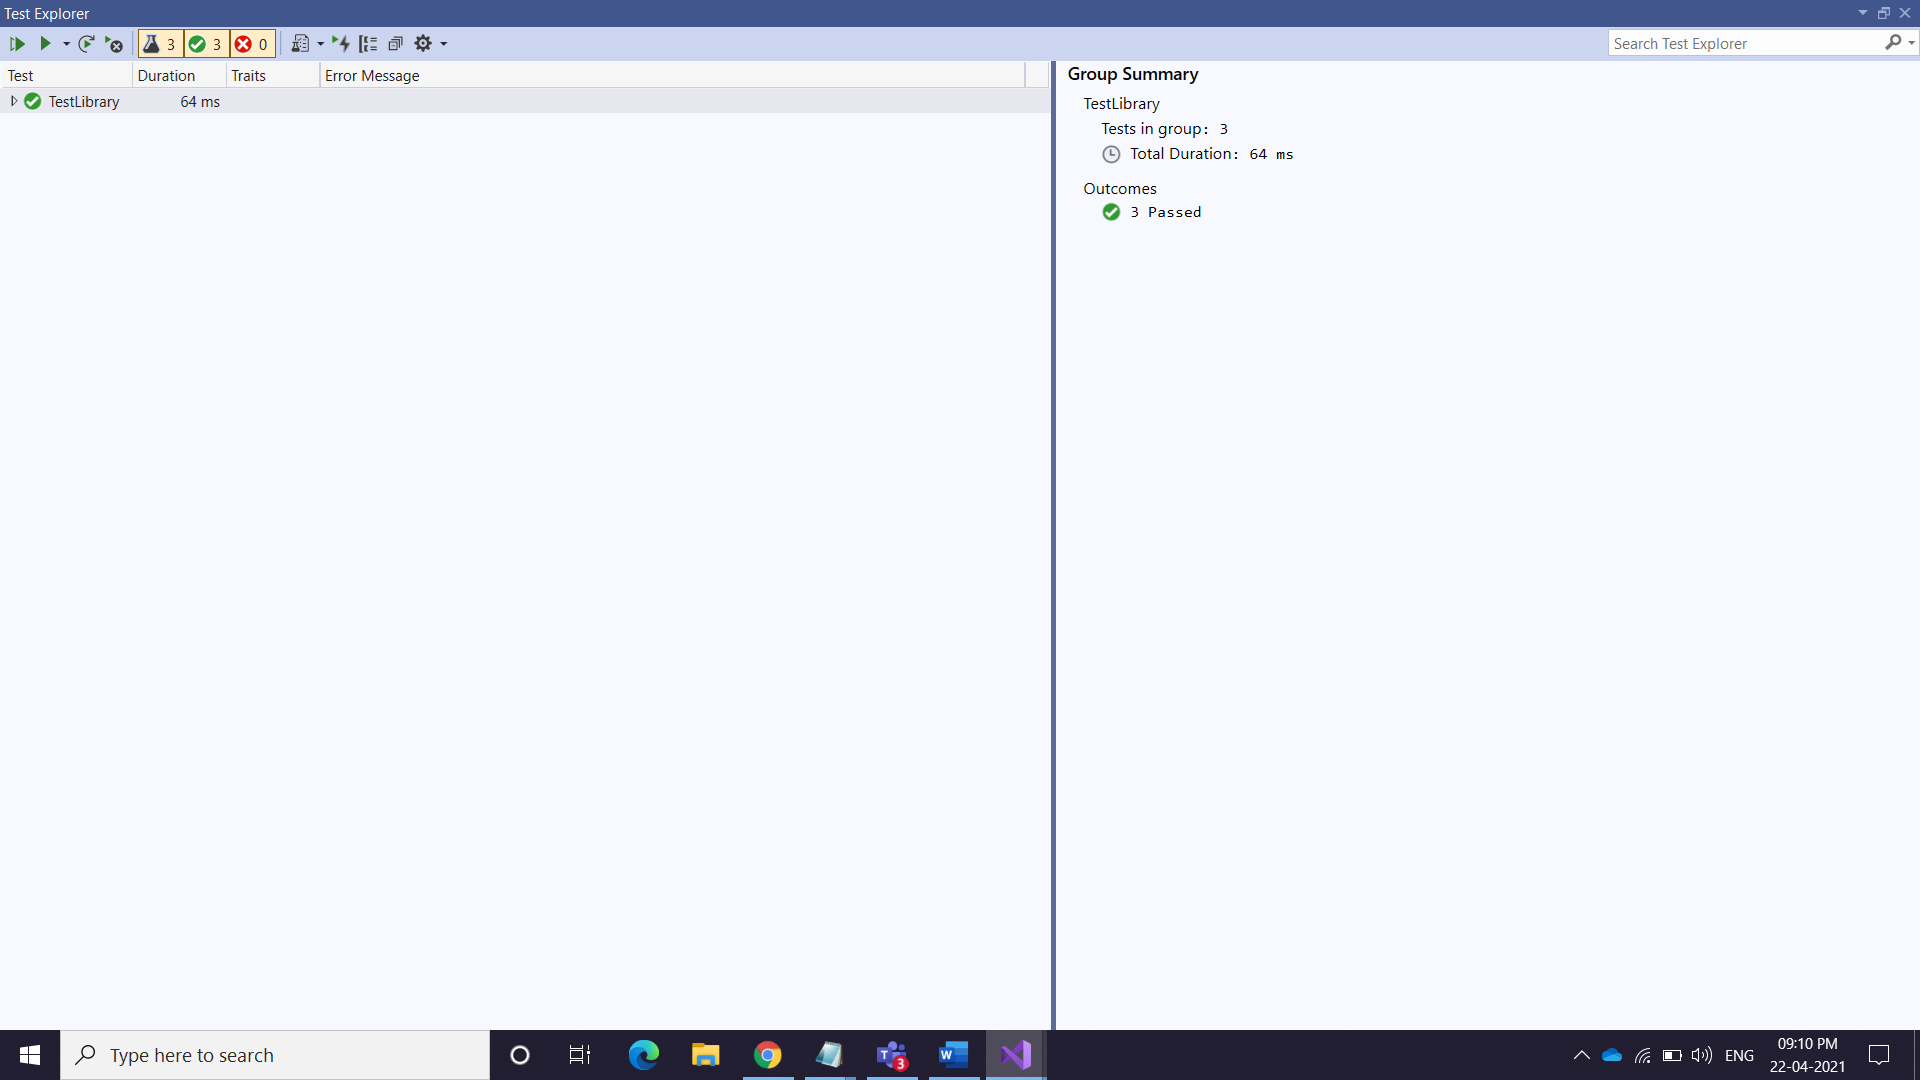 Test Explorer
3 3 0
Search Test Explorer
Test Duration Traits Error Message
TestLibrary 64 ms
Group Summary
TestLibrary
Tests in group: 3
Total Duration: 64 ms
Outcomes
3 Passed
Type here to search
T 3
W
ENG
09:10 PM
22-04-2021